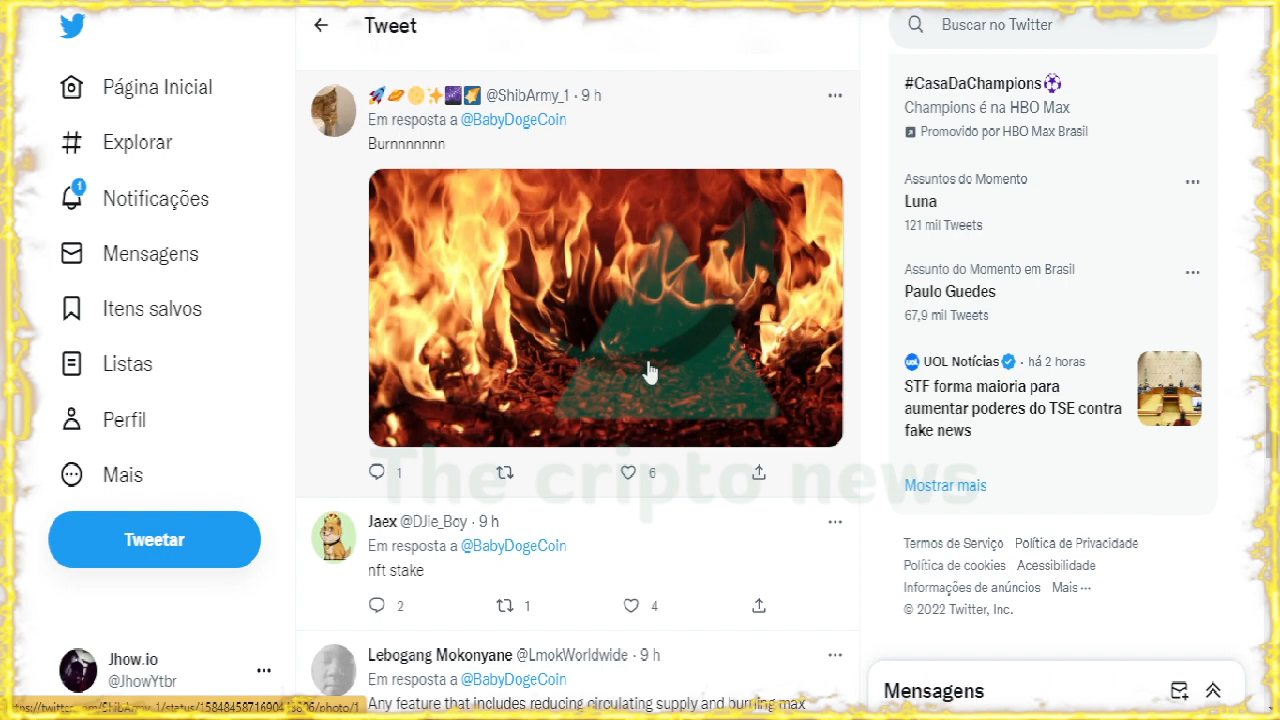 Tweet
Buscar no Twitter
Página Inicial
Explorar
1
Notificações
Mensagens
Itens salvos
Listas
Perfil
Mais
Tweetar
Jhow.io
@JhowYtbr
@ShibArmy_1 · 9 h
Em resposta a @BabyDogeCoin
Burnnnnnnn
1
6
The cripto news
Jaex @DJie_Boy · 9 h
Em resposta a @BabyDogeCoin
nft stake
2
1
4
Lebogang Mokonyane @LmokWorldwide · 9 h
Em resposta a @BabyDogeCoin
Any feature that includes reducing circulating supply and burning max
#CasaDaChampions
Champions é na HBO Max
Promovido por HBO Max Brasil
Assuntos do Momento
Luna
121 mil Tweets
Assunto do Momento em Brasil
Paulo Guedes
67,9 mil Tweets
UOL Notícias · há 2 horas
STF forma maioria para
aumentar poderes do TSE contra
fake news
Mostrar mais
Termos de Serviço Política de Privacidade
Política de cookies Acessibilidade
Informações de anúncios Mais
© 2022 Twitter, Inc.
Mensagens